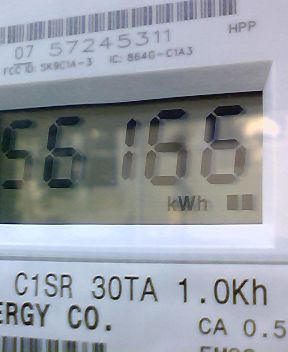 HPP
07 57245311
FCC ID: SK9C1A-3 IC: 864G-C1A3
56166
kWh
C1SR 30TA 1.0Kh
ERGY CO.
CA 0.5